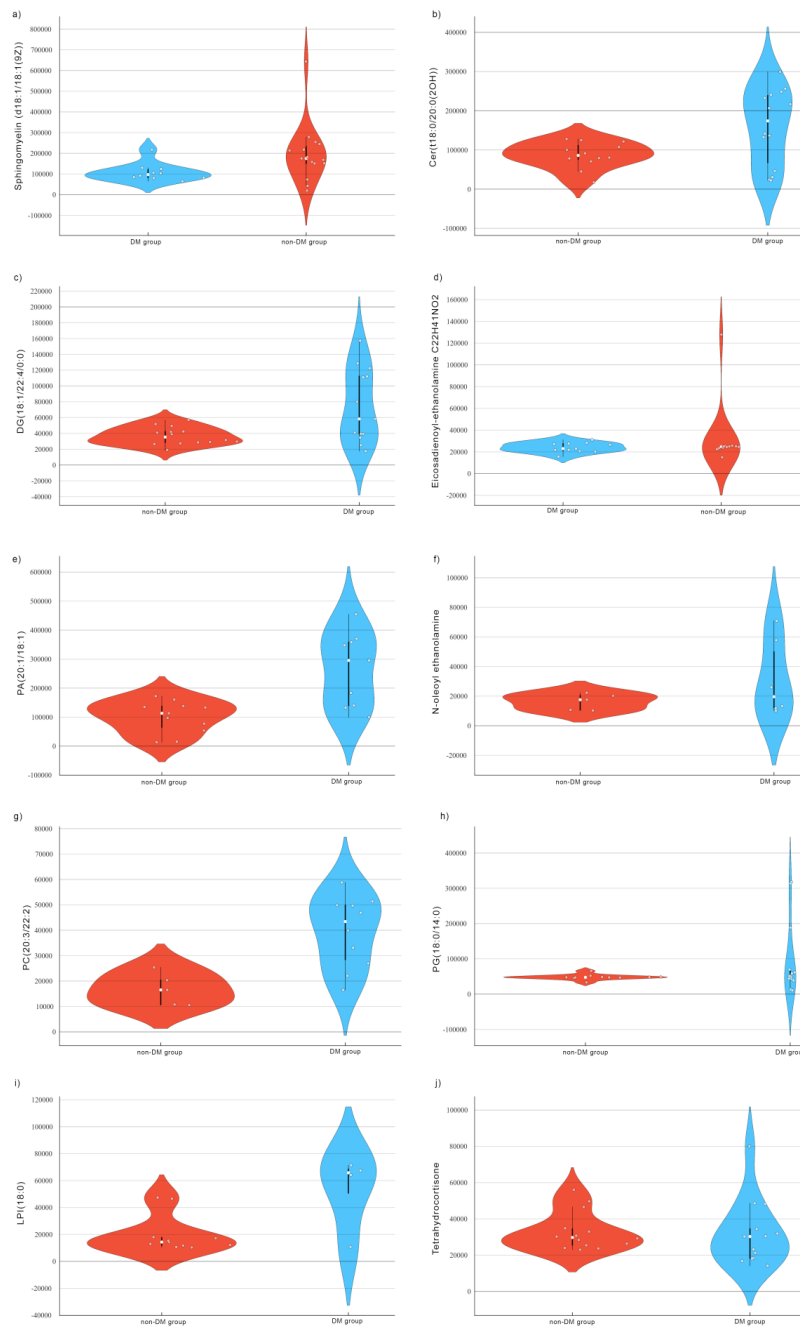 a)
Sphingomyelin (d18:1/18:1(9Z))
800000
700000
600000
500000
400000
300000
200000
100000
0
-100000
DM group
non-DM group
b)
Cer(t18:0/20:0(2OH))
400000
300000
200000
100000
0
-100000
non-DM group
DM group
c)
DG(18:1/22:4/0:0)
220000
200000
180000
160000
140000
120000
100000
80000
60000
40000
20000
0
-20000
-40000
non-DM group
DM group
d)
Eicosadienoyl-ethanolamine C22H41NO2
160000
140000
120000
100000
80000
60000
40000
20000
0
-20000
DM group
non-DM group
e)
PA(20:1/18:1)
600000
500000
400000
300000
200000
100000
0
-100000
non-DM group
DM group
f)
N-oleoyl ethanolamine
100000
80000
60000
40000
20000
0
-20000
non-DM group
DM group
g)
PC(20:3/22:2)
80000
70000
60000
50000
40000
30000
20000
10000
0
non-DM group
DM group
h)
PG(18:0/14:0)
400000
300000
200000
100000
0
-100000
non-DM group
DM group
i)
LPI(18:0)
120000
100000
80000
60000
40000
20000
0
-20000
-40000
non-DM group
DM group
j)
Tetrahydrocortisone
100000
80000
60000
40000
20000
0
non-DM group
DM group